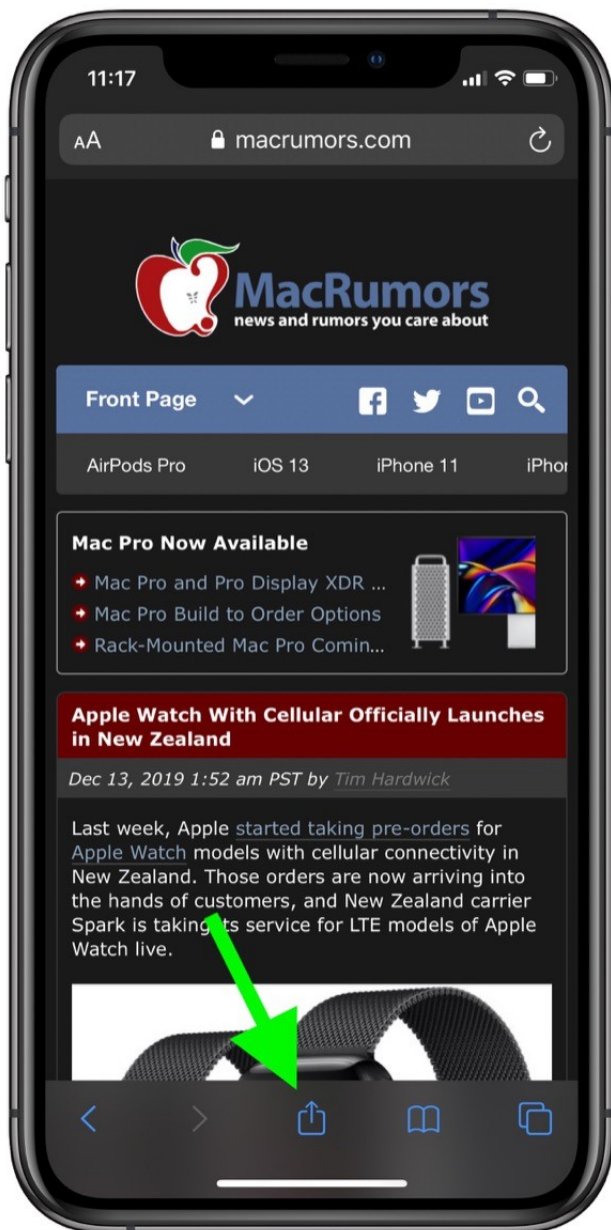 11:17
AA macrumors.com
MacRumors
news and rumors you care about
Front Page
AirPods Pro iOS 13 iPhone 11 iPhor
Mac Pro Now Available
Mac Pro and Pro Display XDR ...
Mac Pro Build to Order Options
Rack-Mounted Mac Pro Comin...
Apple Watch With Cellular Officially Launches
in New Zealand
Dec 13, 2019 1:52 am PST by Tim Hardwick
Last week, Apple started taking pre-orders for
Apple Watch models with cellular connectivity in
New Zealand. Those orders are now arriving into
the hands of customers, and New Zealand carrier
Spark is taking its service for LTE models of Apple
Watch live.